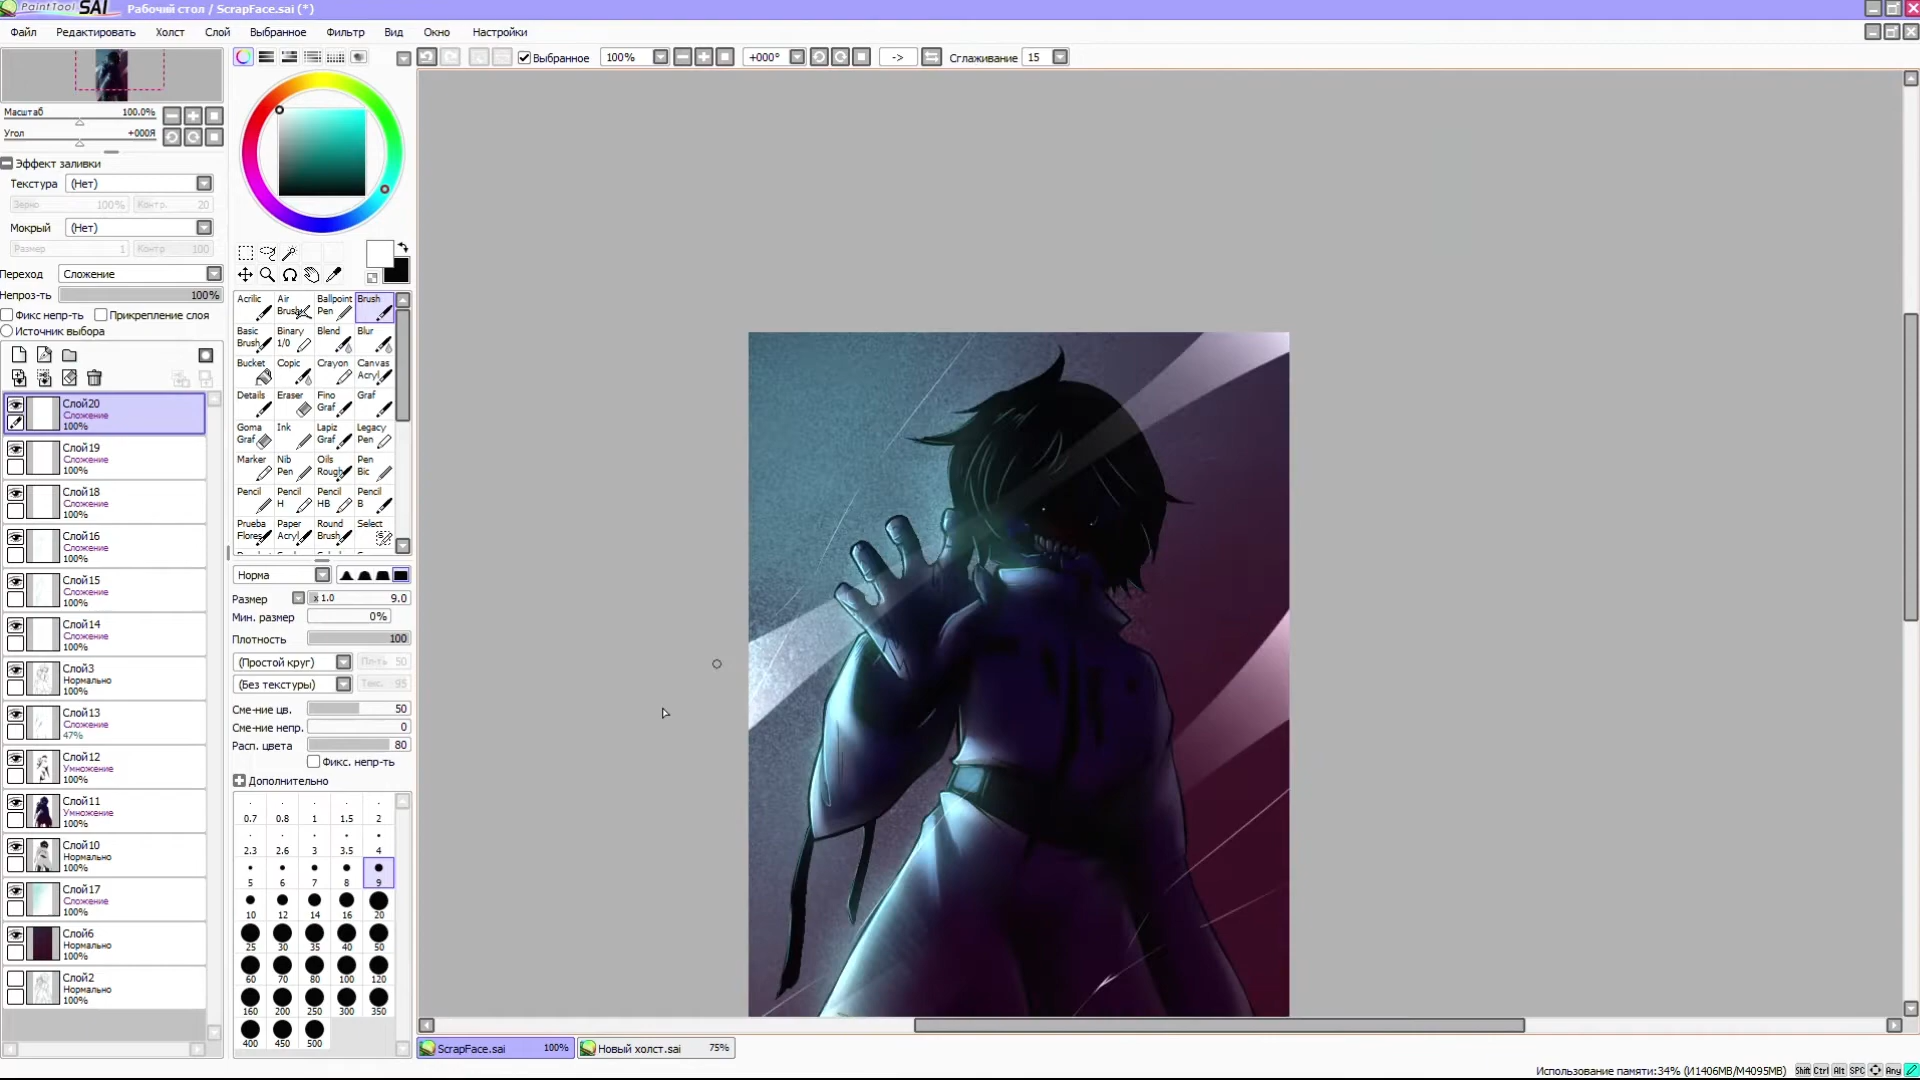 PaintTool SAI Рабочий стол / ScrapFace.sai (*)
Файл Редактировать Холст Слой Выбранное Фильтр Вид Окно Настройки
Выбранное 100% +000° -> Сглаживание 15
Масштаб 100.0%
Угол +000Я
Эффект заливки
Текстура (Нет)
Зерно 100% Контр. 20
Мокрый (Нет)
Размер 1 Контр 100
Переход Сложение
Непроз-ть 100%
Фикс непр-ть Прикрепление слоя
Источник выбора
Слой20
Сложение
100%
Слой19
Сложение
100%
Слой18
Сложение
100%
Слой16
Сложение
100%
Слой15
Сложение
100%
Слой14
Сложение
100%
Слой3
Нормально
100%
Слой13
Сложение
47%
Слой12
Умножение
100%
Слой11
Умножение
100%
Слой10
Нормально
100%
Слой17
Сложение
100%
Слой6
Нормально
100%
Слой2
Нормально
100%
Acrilic Air Brush Ballpoint Pen Brush
Basic Brush Binary 1/0 Blend Blur
Bucket Copic Crayon Canvas Acryl
Details Eraser Fino Graf Graf
Goma Graf Ink Lapiz Graf Legacy Pen
Marker Nib Pen Oils Rough Pen Bic
Pencil Pencil H Pencil HB Pencil B
Prueba Flores Paper Acryl Round Brush Select
Норма
Размер x 1.0 9.0
Мин. размер 0%
Плотность 100
(Простой круг) Пл-ть 50
(Без текстуры) Текс. 95
Сме-ние цв. 50
Сме-ние непр. 0
Расп. цвета 80
Фикс. непр-ть
Дополнительно
0.7 0.8 1 1.5 2
2.3 2.6 3 3.5 4
5 6 7 8 9
10 12 14 16 20
25 30 35 40 50
60 70 80 100 120
160 200 250 300 350
400 450 500
ScrapFace.sai 100% Новый холст.sai 75%
Использование памяти:34% (И1406MB/M4095MB) Shift Ctrl Alt SPC Any